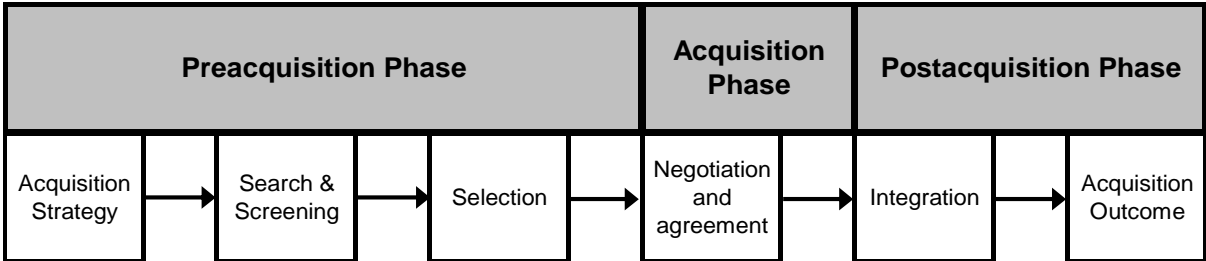 Preacquisition Phase
Acquisition
Phase
Postacquisition Phase
Acquisition
Strategy
Search &
Screening
Selection
Negotiation
and
agreement
Integration
Acquisition
Outcome